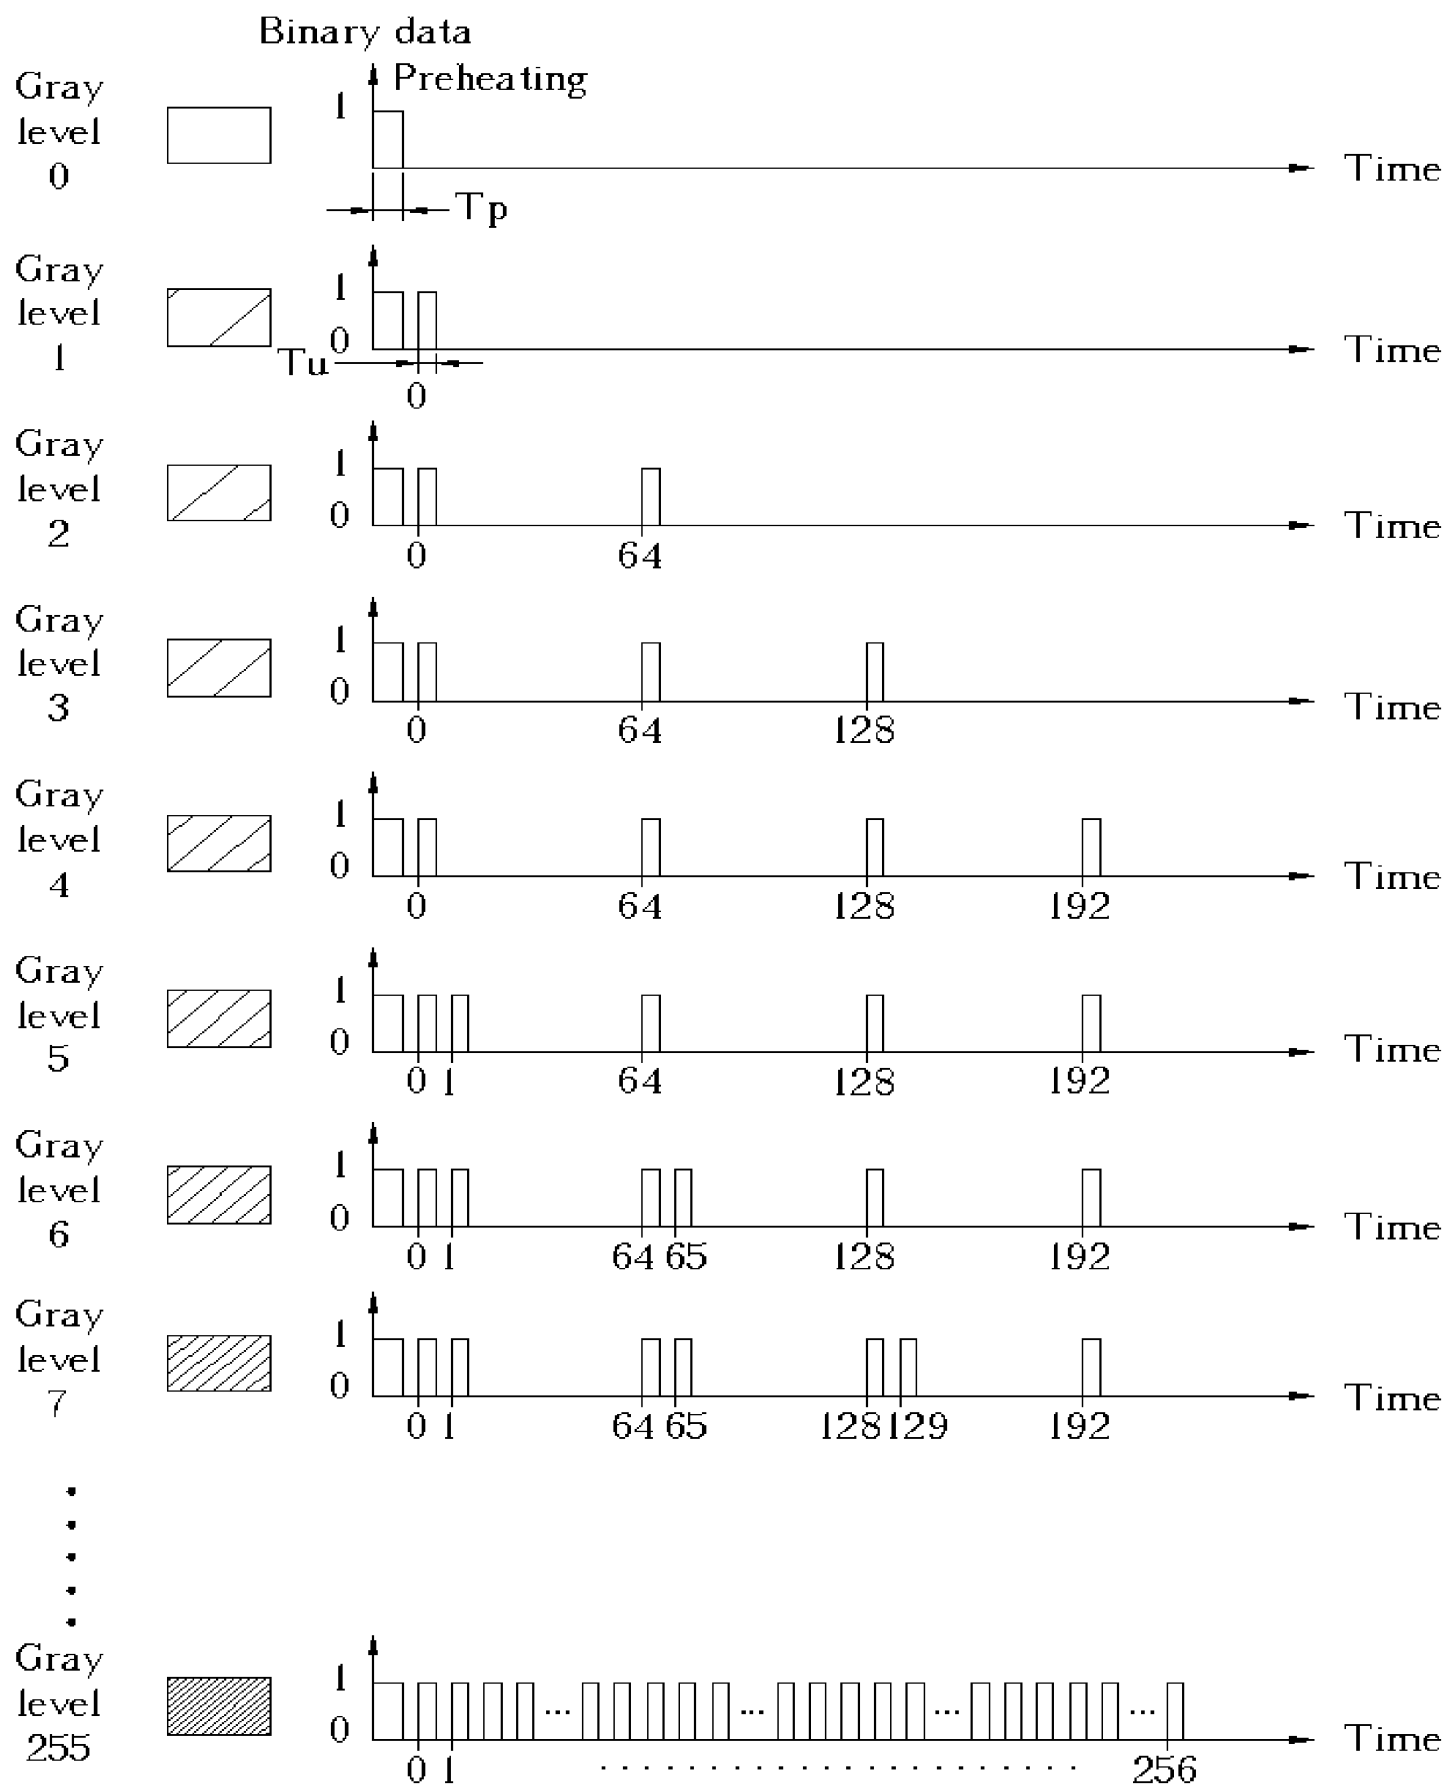 Binary data
Gray level 0
Preheating
1
Time
Tp
Gray level 1
1
0
Time
Tu
0
Gray level 2
1
0
Time
0 64
Gray level 3
1
0
Time
0 64 128
Gray level 4
1
0
Time
0 64 128 192
Gray level 5
1
0
Time
0 1 64 128 192
Gray level 6
1
0
Time
0 1 64 65 128 192
Gray level 7
1
0
Time
0 1 64 65 128 129 192
Gray level 255
1
0
... ... ... ...
Time
0 1 256